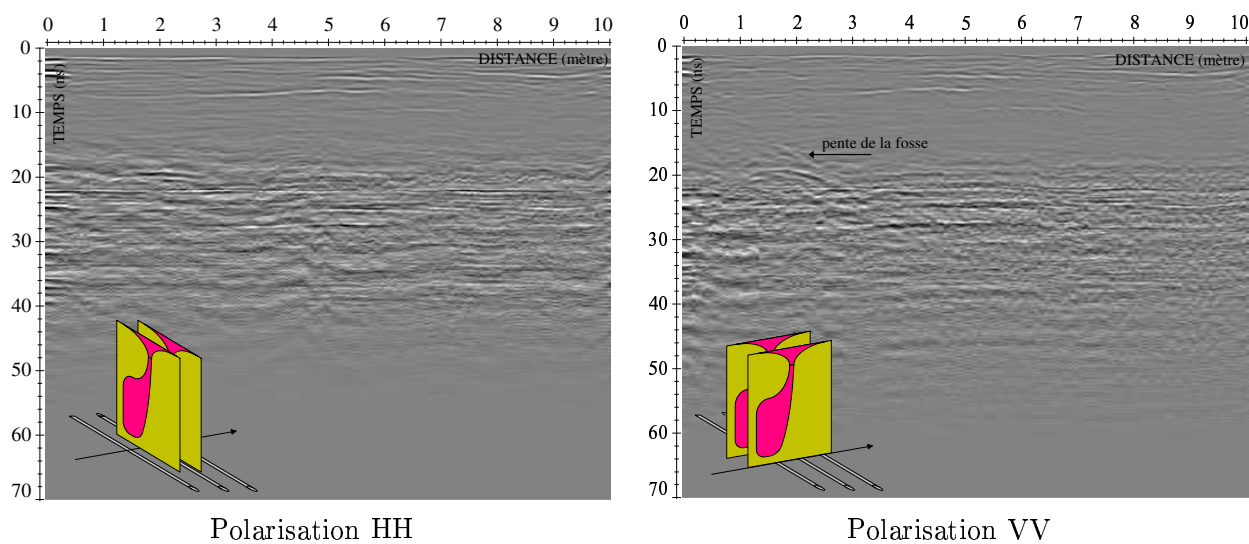 0 1 2 3 4 5 6 7 8 9 10
DISTANCE (mètre)
TEMPS (ns)
0
10
20
30
40
50
60
70
Polarisation HH
0 1 2 3 4 5 6 7 8 9 10
DISTANCE (mètre)
TEMPS (ns)
0
10
pente de la fosse
20
30
40
50
60
70
Polarisation VV